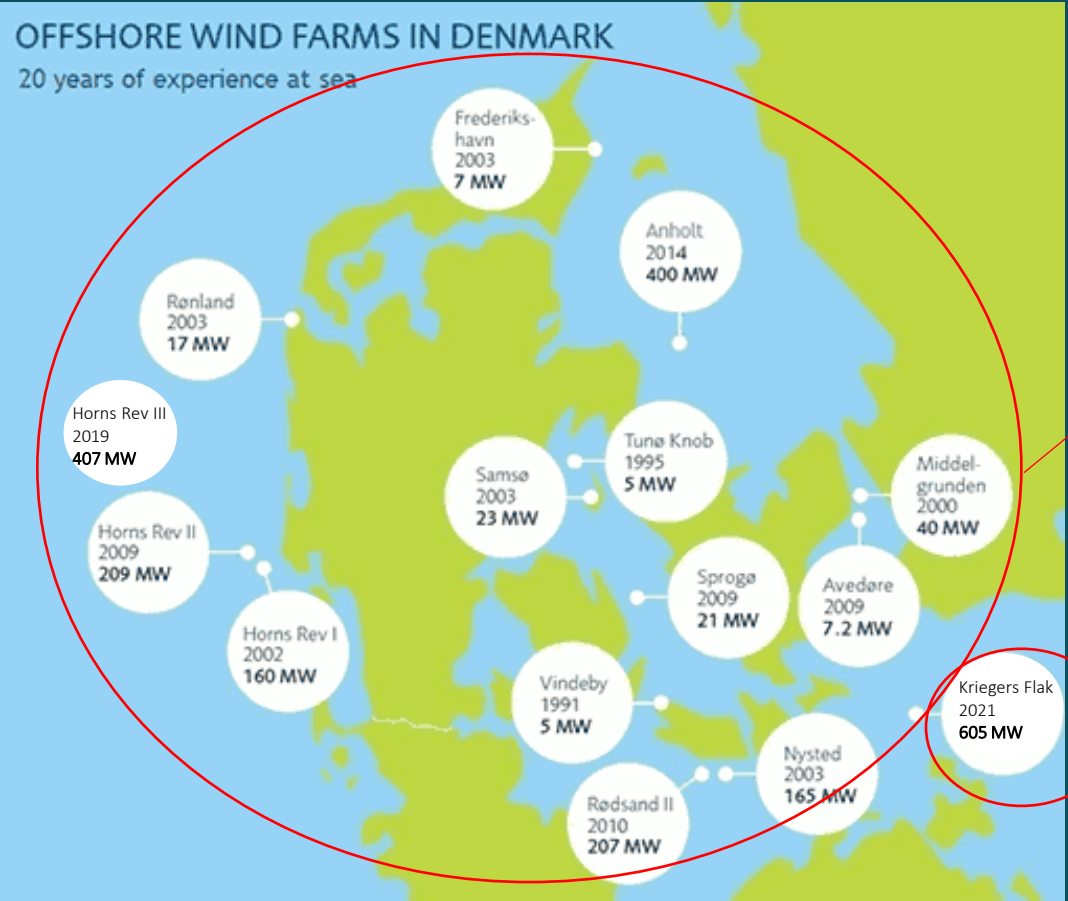 OFFSHORE WIND FARMS IN DENMARK
20 years of experience at sea
Frederiks-
havn
2003
7 MW
Anholt
2014
400 MW
Rønland
2003
17 MW
Horns Rev III
2019
407 MW
Tunø Knob
1995
5 MW
Samsø
2003
23 MW
Middel-
grunden
2000
40 MW
Horns Rev II
2009
209 MW
Sprogø
2009
21 MW
Avedøre
2009
7.2 MW
Horns Rev I
2002
160 MW
Vindeby
1991
5 MW
Kriegers Flak
2021
605 MW
Nysted
2003
165 MW
Rødsand II
2010
207 MW